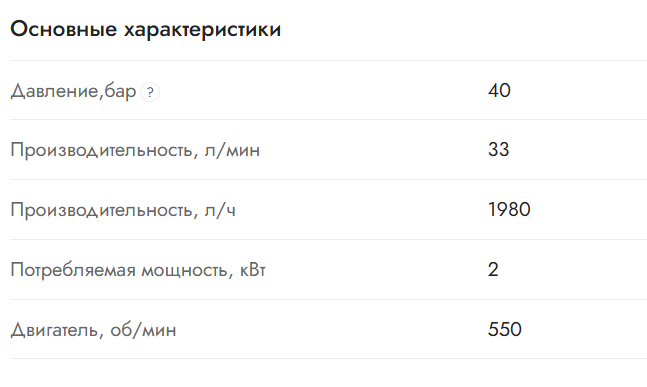 Основные характеристики
Давление,бар ? 40
Производительность, л/мин 33
Производительность, л/ч 1980
Потребляемая мощность, кВт 2
Двигатель, об/мин 550